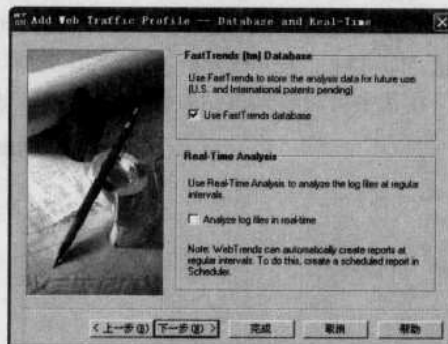 Add Web Traffic Profile -- Database and Real-Time
FastTrends (tm) Database
Use FastTrends to store the analysis data for future use
(U.S. and International patents pending)
Use FastTrends database
Real-Time Analysis
Use Real-Time Analysis to analyze the log files at regular
intervals.
Analyze log files in real-time
Note: WebTrends can automatically create reports at
regular intervals. To do this, create a scheduled report in
Scheduler.
< 上一步(B) 下一步(N) > 完成 取消 帮助